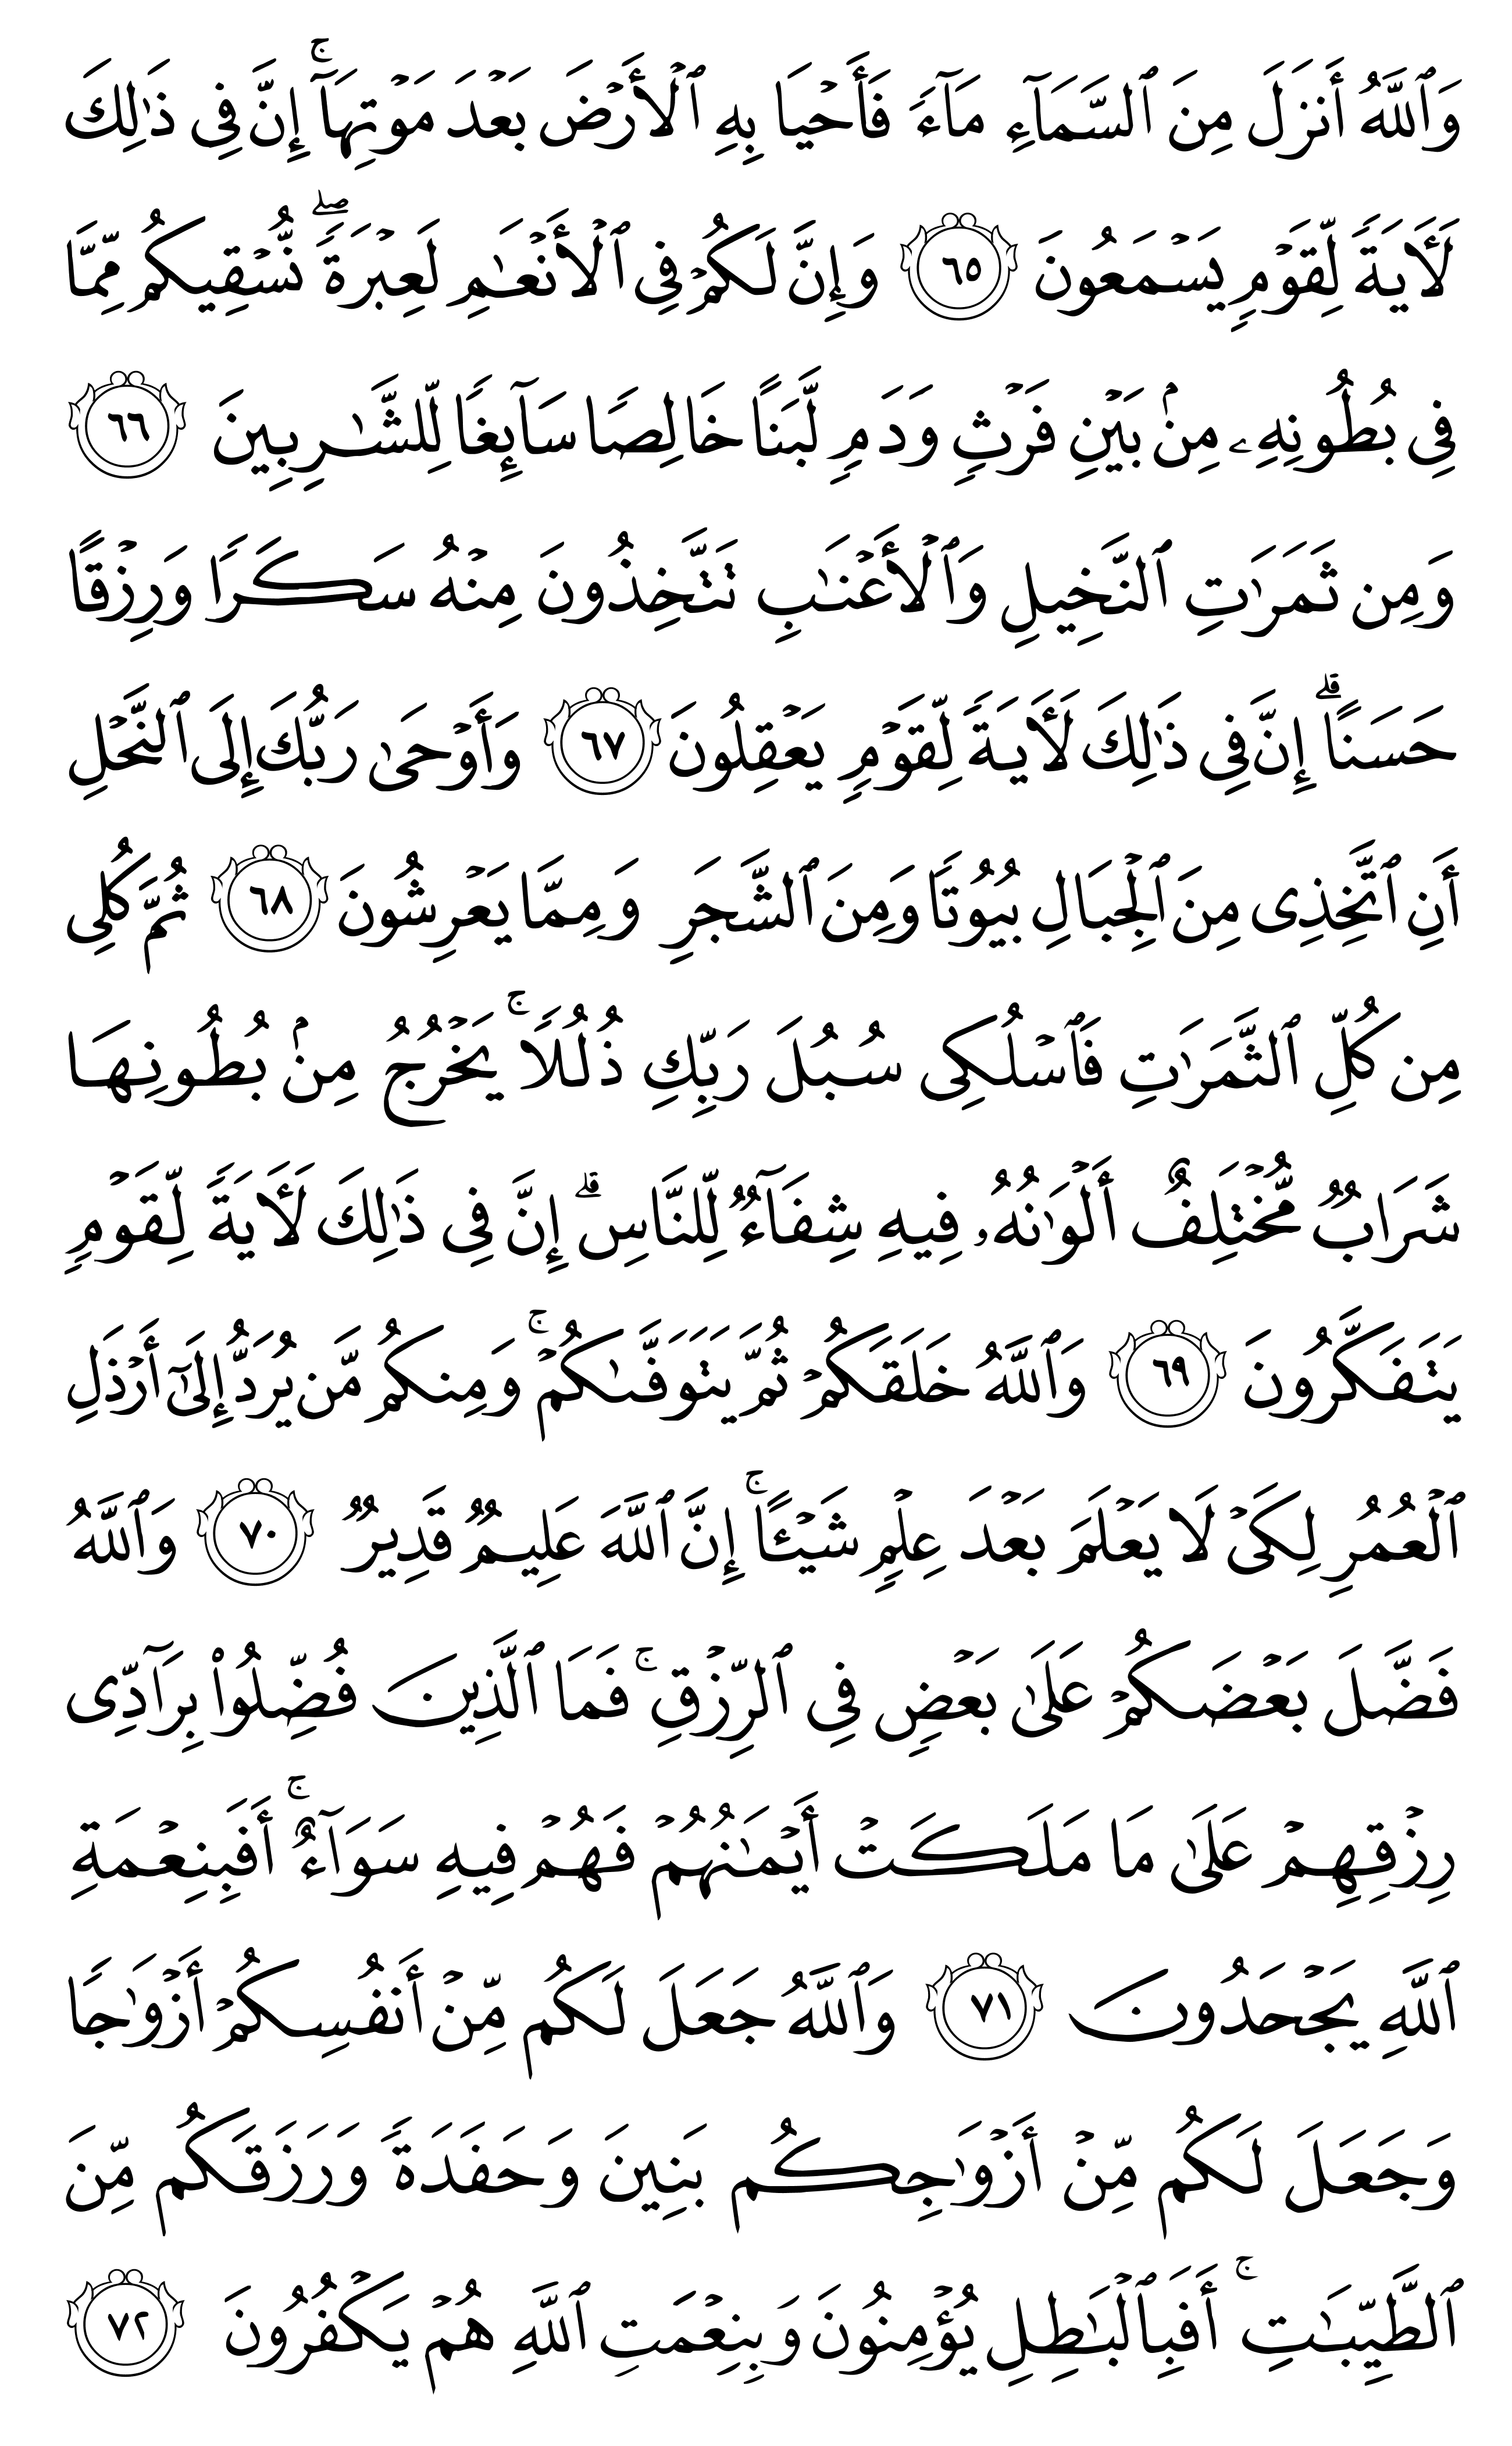 وَٱللَّهُ أَنزَلَ مِنَ ٱلسَّمَآءِ مَآءً فَأَحْيَا بِهِ ٱلْأَرْضَ بَعْدَ مَوْتِهَآ ۚ إِنَّ فِى ذَٰلِكَ
لَـَٔايَةً لِّقَوْمٍ يَسْمَعُونَ ٦٥ وَإِنَّ لَكُمْ فِى ٱلْأَنْعَـٰمِ لَعِبْرَةً ۖ نُّسْقِيكُم مِّمَّا
فِى بُطُونِهِۦ مِنۢ بَيْنِ فَرْثٍ وَدَمٍ لَّبَنًا خَالِصًا سَآئِغًا لِّلشَّـٰرِبِينَ ٦٦
وَمِن ثَمَرَٰتِ ٱلنَّخِيلِ وَٱلْأَعْنَـٰبِ تَتَّخِذُونَ مِنْهُ سَكَرًا وَرِزْقًا
حَسَنًا ۗ إِنَّ فِى ذَٰلِكَ لَـَٔايَةً لِّقَوْمٍ يَعْقِلُونَ ٦٧ وَأَوْحَىٰ رَبُّكَ إِلَى ٱلنَّحْلِ
أَنِ ٱتَّخِذِى مِنَ ٱلْجِبَالِ بُيُوتًا وَمِنَ ٱلشَّجَرِ وَمِمَّا يَعْرِشُونَ ٦٨ ثُمَّ كُلِى
مِن كُلِّ ٱلثَّمَرَٰتِ فَٱسْلُكِى سُبُلَ رَبِّكِ ذُلُلًا ۚ يَخْرُجُ مِنۢ بُطُونِهَا
شَرَابٌ مُّخْتَلِفٌ أَلْوَٰنُهُۥ فِيهِ شِفَآءٌ لِّلنَّاسِ ۗ إِنَّ فِى ذَٰلِكَ لَـَٔايَةً لِّقَوْمٍ
يَتَفَكَّرُونَ ٦٩ وَٱللَّهُ خَلَقَكُمْ ثُمَّ يَتَوَفَّىٰكُمْ ۚ وَمِنكُم مَّن يُرَدُّ إِلَىٰٓ أَرْذَلِ
ٱلْعُمُرِ لِكَىْ لَا يَعْلَمَ بَعْدَ عِلْمٍ شَيْـًٔا ۚ إِنَّ ٱللَّهَ عَلِيمٌ قَدِيرٌ ٧٠ وَٱللَّهُ
فَضَّلَ بَعْضَكُمْ عَلَىٰ بَعْضٍ فِى ٱلرِّزْقِ ۚ فَمَا ٱلَّذِينَ فُضِّلُوا۟ بِرَآدِّى
رِزْقِهِمْ عَلَىٰ مَا مَلَكَتْ أَيْمَـٰنُهُمْ فَهُمْ فِيهِ سَوَآءٌ ۚ أَفَبِنِعْمَةِ
ٱللَّهِ يَجْحَدُونَ ٧١ وَٱللَّهُ جَعَلَ لَكُم مِّنْ أَنفُسِكُمْ أَزْوَٰجًا
وَجَعَلَ لَكُم مِّنْ أَزْوَٰجِكُم بَنِينَ وَحَفَدَةً وَرَزَقَكُم مِّنَ
ٱلطَّيِّبَـٰتِ ۚ أَفَبِٱلْبَـٰطِلِ يُؤْمِنُونَ وَبِنِعْمَتِ ٱللَّهِ هُمْ يَكْفُرُونَ ٧٢